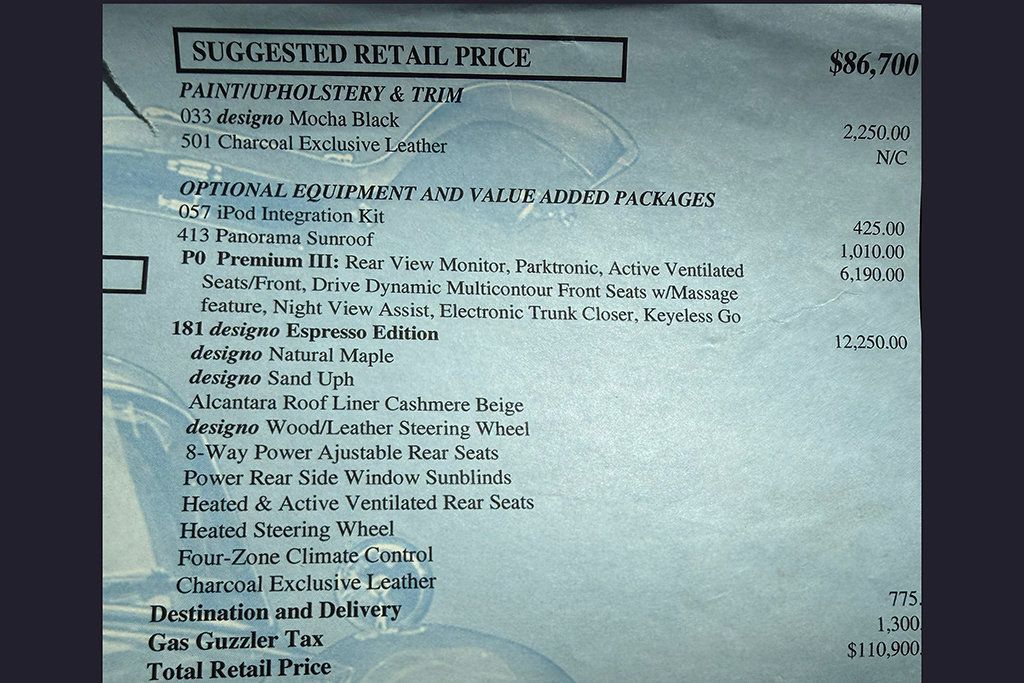 SUGGESTED RETAIL PRICE $86,700
PAINT/UPHOLSTERY & TRIM
033 designo Mocha Black 2,250.00
501 Charcoal Exclusive Leather N/C
OPTIONAL EQUIPMENT AND VALUE ADDED PACKAGES
057 iPod Integration Kit 425.00
413 Panorama Sunroof 1,010.00
P0 Premium III: Rear View Monitor, Parktronic, Active Ventilated 6,190.00
Seats/Front, Drive Dynamic Multicontour Front Seats w/Massage
feature, Night View Assist, Electronic Trunk Closer, Keyless Go
181 designo Espresso Edition 12,250.00
designo Natural Maple
designo Sand Uph
Alcantara Roof Liner Cashmere Beige
designo Wood/Leather Steering Wheel
8-Way Power Ajustable Rear Seats
Power Rear Side Window Sunblinds
Heated & Active Ventilated Rear Seats
Heated Steering Wheel
Four-Zone Climate Control
Charcoal Exclusive Leather
Destination and Delivery 775.
Gas Guzzler Tax 1,300.
Total Retail Price $110,900.